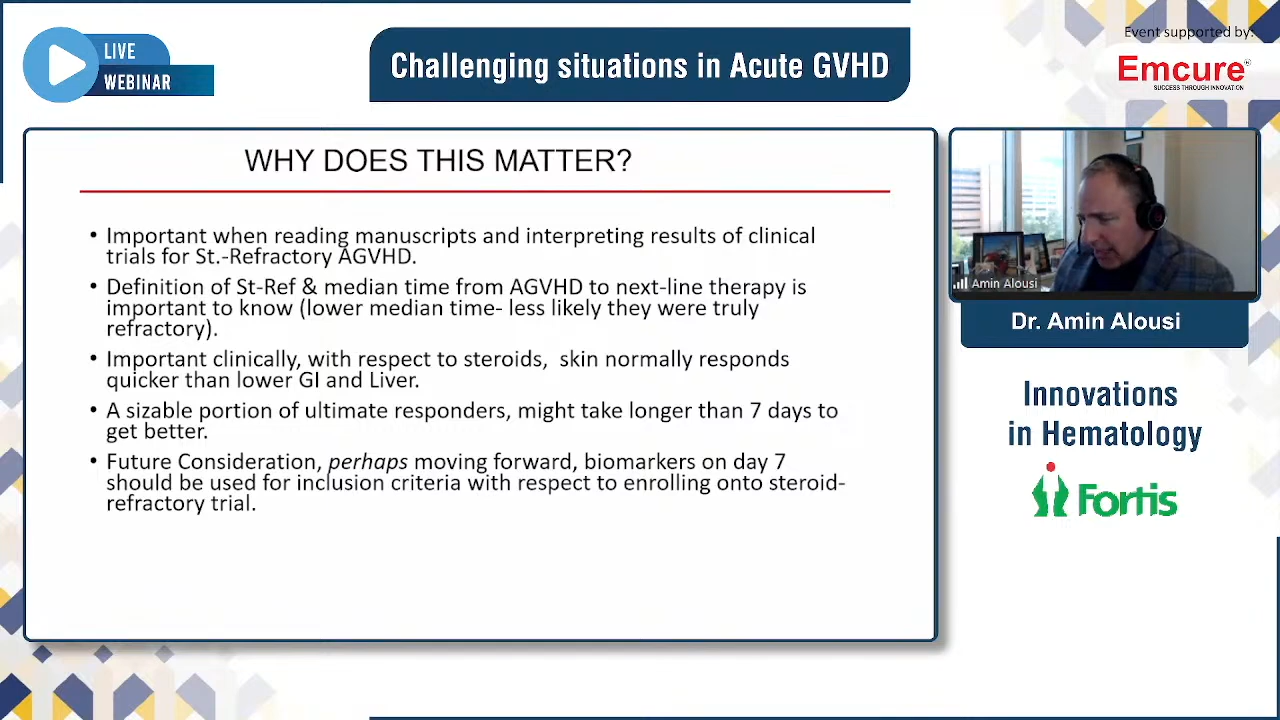 LIVE
WEBINAR
Challenging situations in Acute GVHD
Event supported by:
Emcure®
SUCCESS THROUGH INNOVATION
WHY DOES THIS MATTER?
• Important when reading manuscripts and interpreting results of clinical
trials for St.-Refractory AGVHD.
• Definition of St-Ref & median time from AGVHD to next-line therapy is
important to know (lower median time- less likely they were truly
refractory).
• Important clinically, with respect to steroids, skin normally responds
quicker than lower GI and Liver.
• A sizable portion of ultimate responders, might take longer than 7 days to
get better.
• Future Consideration, perhaps moving forward, biomarkers on day 7
should be used for inclusion criteria with respect to enrolling onto steroid-
refractory trial.
Amin Alousi
Dr. Amin Alousi
Innovations
in Hematology
Fortis